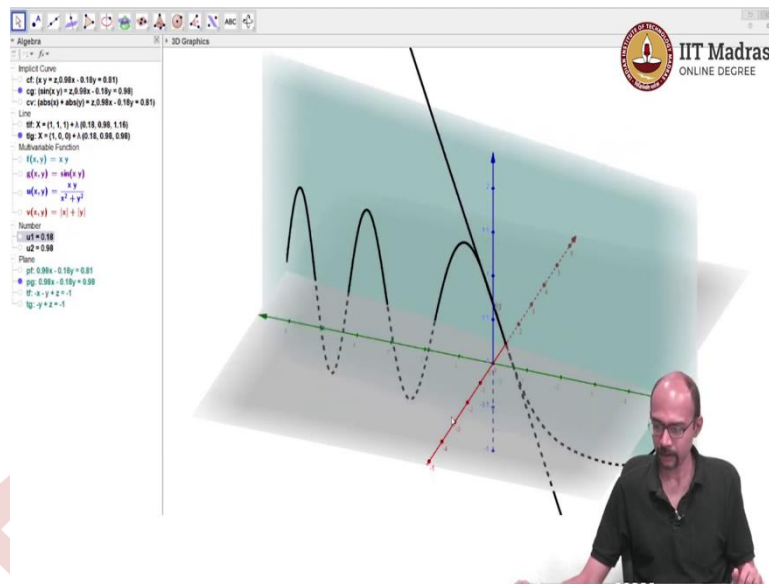 ABC
Algebra
3D Graphics
IIT Madras
ONLINE DEGREE
Implicit Curve
cf: (x y = z,0.98x - 0.18y = 0.81)
cg: (sin(x y) = z,0.98x - 0.18y = 0.98)
cv: (abs(x) + abs(y) = z,0.98x - 0.18y = 0.81)
Line
tlf: X = (1, 1, 1) + λ (0.18, 0.98, 1.16)
tlg: X = (1, 0, 0) + λ (0.18, 0.98, 0.98)
Multivariable Function
f(x, y) = x y
g(x, y) = sin(x y)
u(x, y) = x y / x² + y²
v(x, y) = |x| + |y|
Number
u1 = 0.18
u2 = 0.98
Plane
pf: 0.98x - 0.18y = 0.81
pg: 0.98x - 0.18y = 0.98
tf: -x - y + z = -1
tg: -y + z = -1